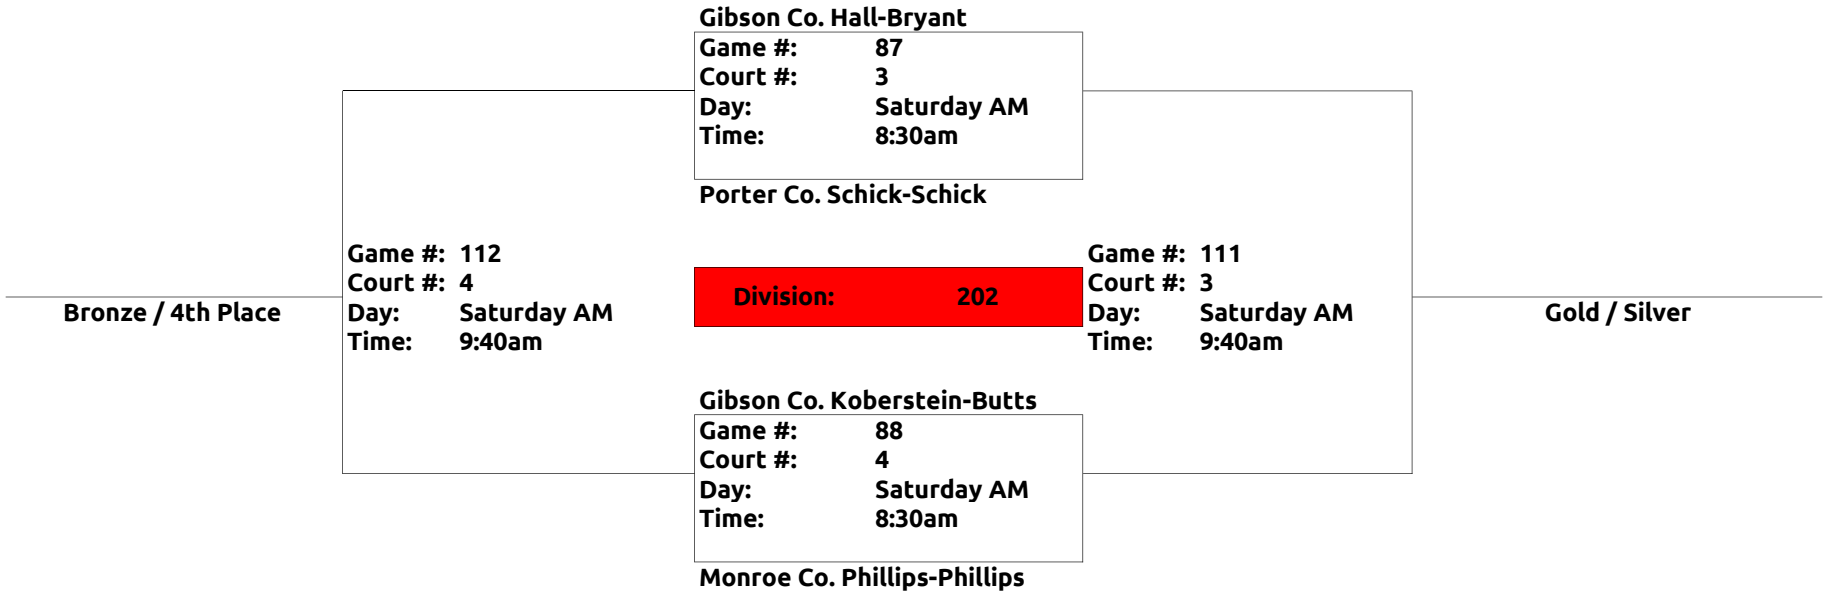 Gibson Co. Hall-Bryant
Game #: 87
Court #: 3
Day: Saturday AM
Time: 8:30am
Porter Co. Schick-Schick
Game #: 112
Court #: 4
Day: Saturday AM
Time: 9:40am
Bronze / 4th Place
Division: 202
Game #: 111
Court #: 3
Day: Saturday AM
Time: 9:40am
Gold / Silver
Gibson Co. Koberstein-Butts
Game #: 88
Court #: 4
Day: Saturday AM
Time: 8:30am
Monroe Co. Phillips-Phillips